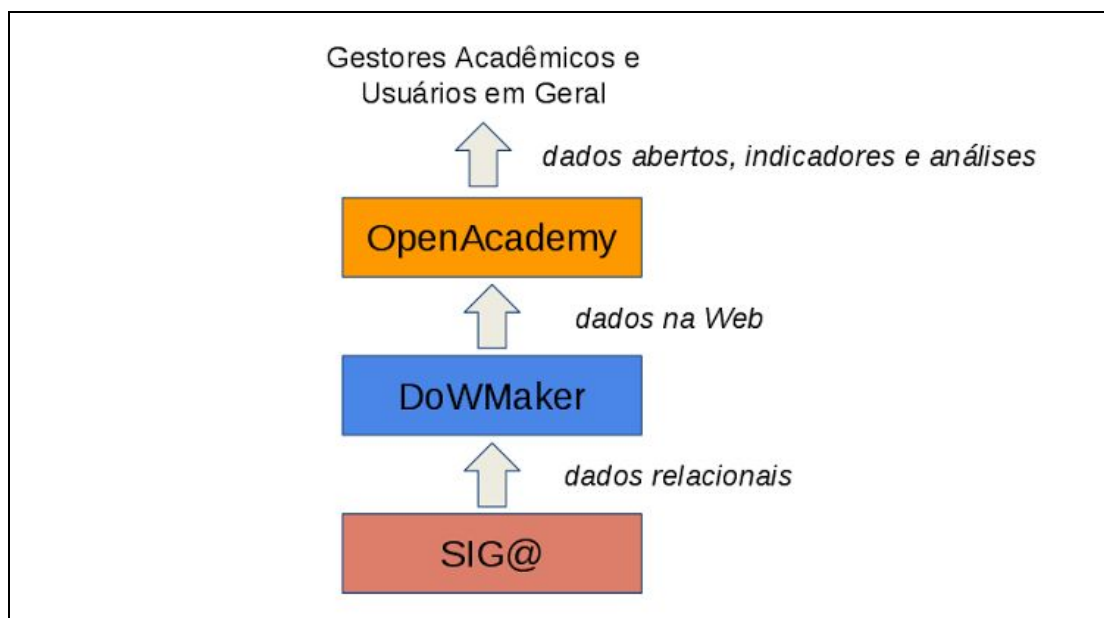 Gestores Acadêmicos e
Usuários em Geral
dados abertos, indicadores e análises
OpenAcademy
dados na Web
DoWMaker
dados relacionais
SIG@